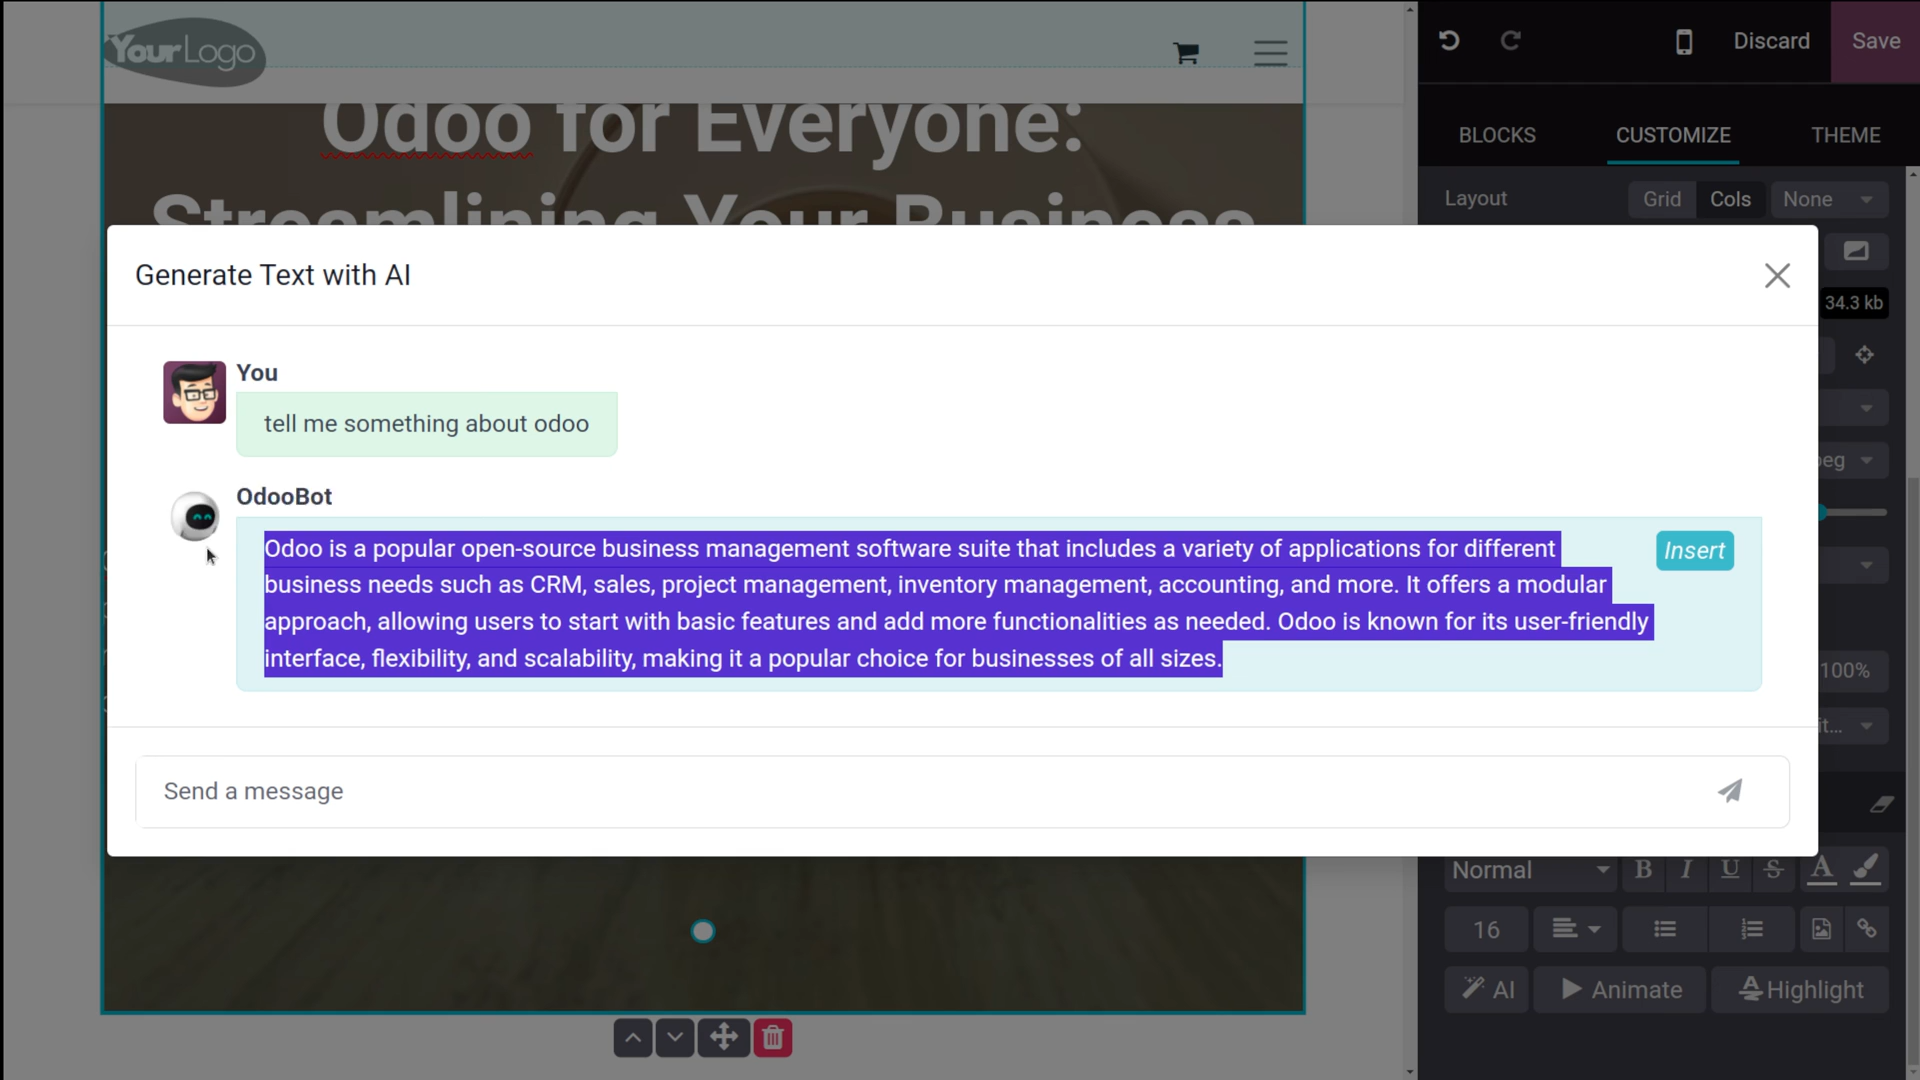 YourLogo
Discard
Save
Odoo for Everyone:
Streamlining Your Business
BLOCKS
CUSTOMIZE
THEME
Layout
Grid
Cols
None
34.3 kb
Generate Text with AI
You
tell me something about odoo
OdooBot
Odoo is a popular open-source business management software suite that includes a variety of applications for different
business needs such as CRM, sales, project management, inventory management, accounting, and more. It offers a modular
approach, allowing users to start with basic features and add more functionalities as needed. Odoo is known for its user-friendly
interface, flexibility, and scalability, making it a popular choice for businesses of all sizes.
Insert
100%
Send a message
Normal
B I U S A
16
AI
Animate
Highlight